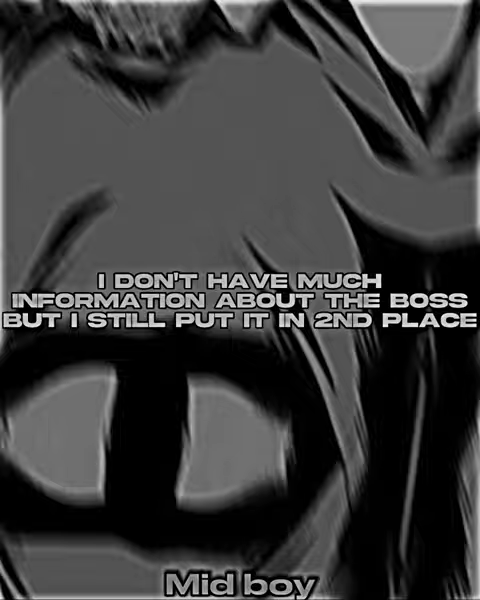 I DON'T HAVE MUCH
INFORMATION ABOUT THE BOSS
BUT I STILL PUT IT IN 2ND PLACE
Mid boy